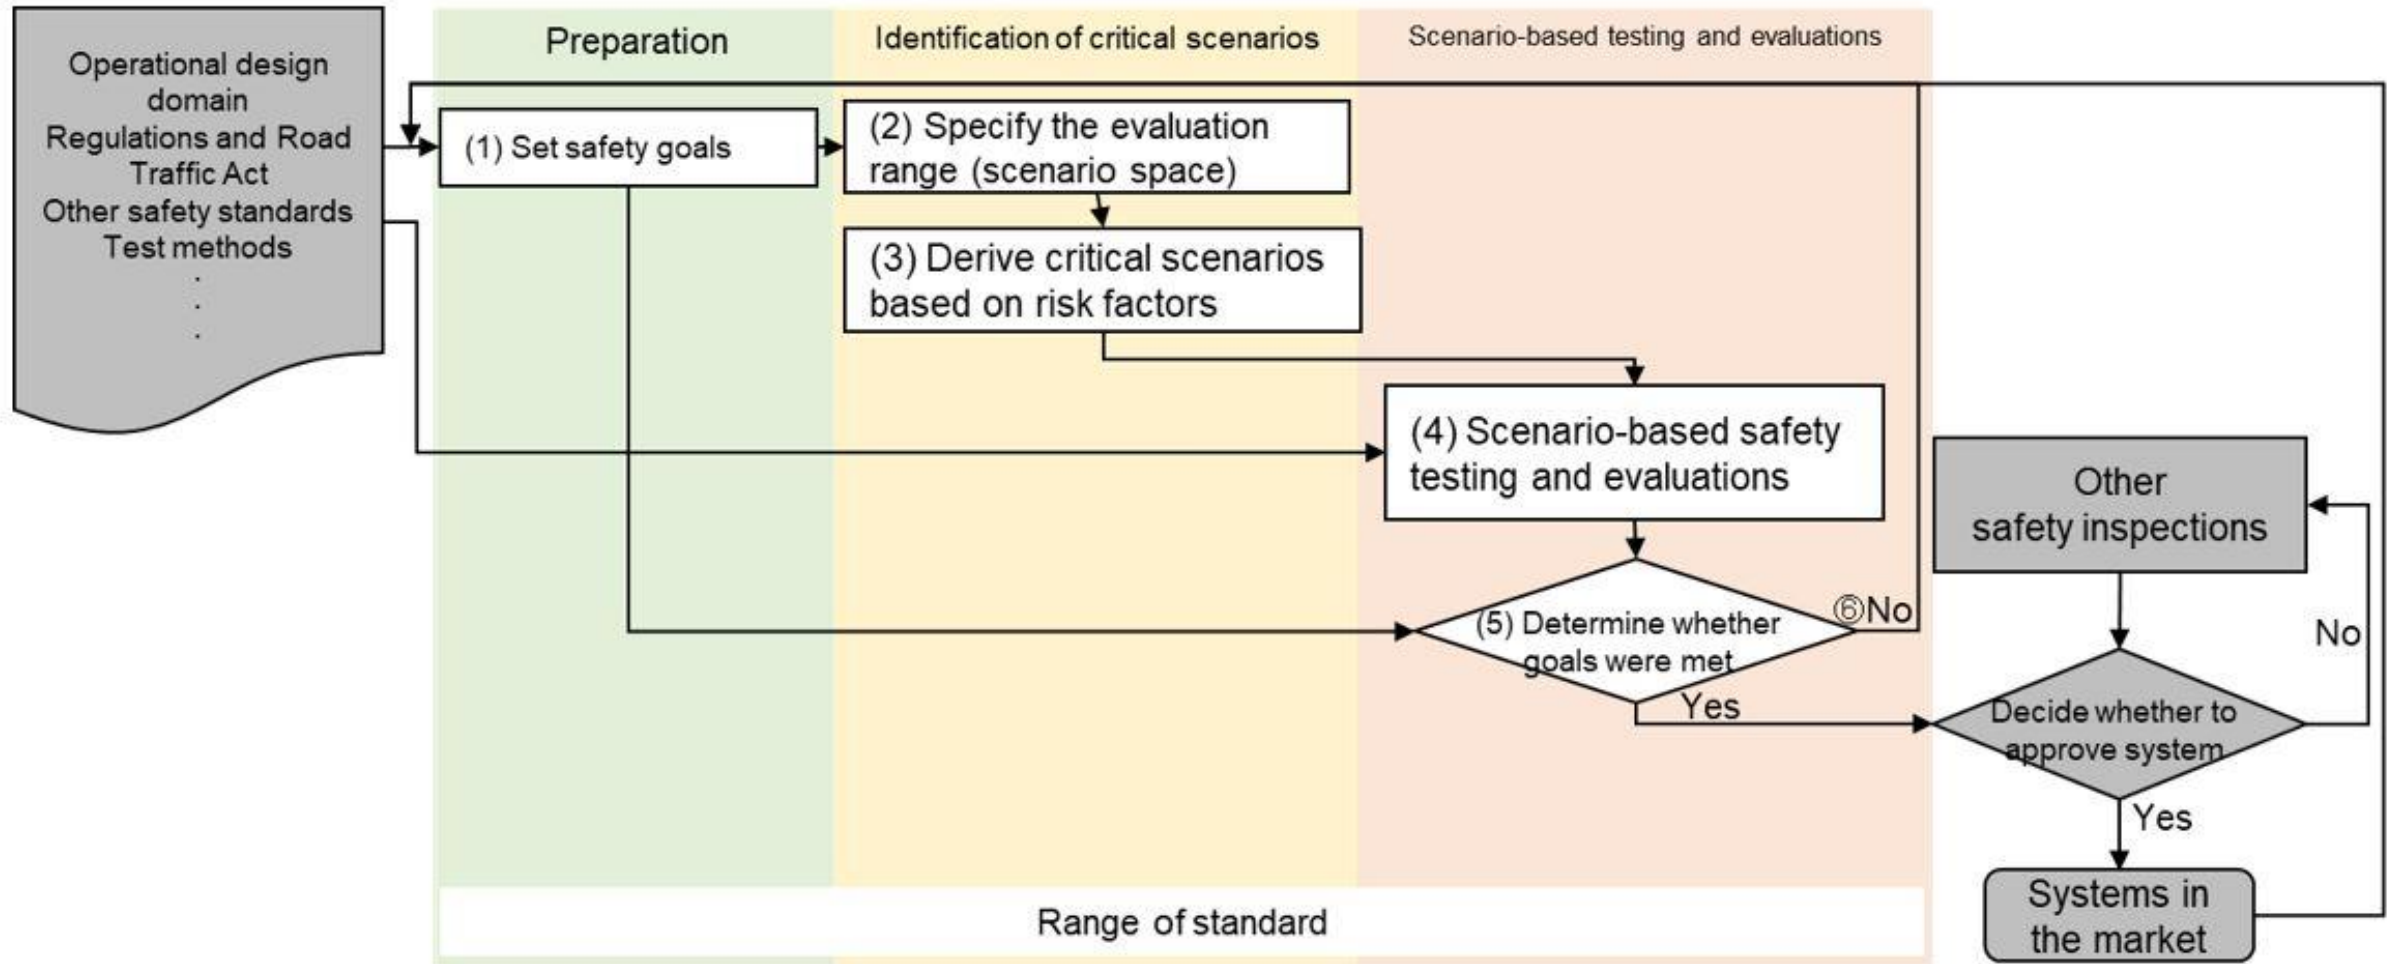 Operational design
domain
Regulations and Road
Traffic Act
Other safety standards
Test methods
.
.
.
Preparation
Identification of critical scenarios
Scenario-based testing and evaluations
(1) Set safety goals
(2) Specify the evaluation
range (scenario space)
(3) Derive critical scenarios
based on risk factors
(4) Scenario-based safety
testing and evaluations
(5) Determine whether
goals were met
⑥No
Yes
Other
safety inspections
No
Decide whether to
approve system
Yes
Systems in
the market
Range of standard